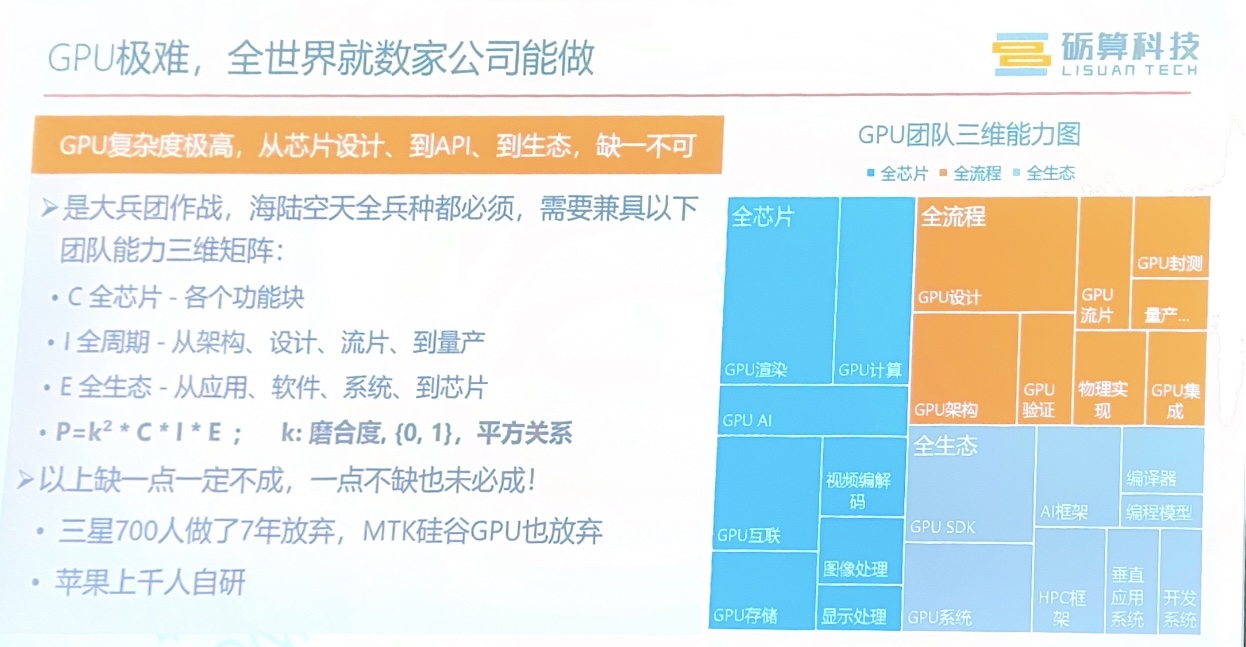 GPU极难，全世界就数家公司能做
砺算科技
LISUAN TECH
GPU复杂度极高，从芯片设计、到API、到生态，缺一不可
➢是大兵团作战，海陆空天全兵种都必须，需要兼具以下
团队能力三维矩阵：
• C 全芯片 - 各个功能块
• I 全周期 - 从架构、设计、流片、到量产
• E 全生态 - 从应用、软件、系统、到芯片
• P=k² * C * I * E ； k: 磨合度, {0, 1}，平方关系
➢以上缺一点一定不成，一点不缺也未必成！
• 三星700人做了7年放弃，MTK硅谷GPU也放弃
• 苹果上千人自研
GPU团队三维能力图
全芯片 全流程 全生态
全芯片
GPU渲染
GPU计算
GPU AI
GPU互联
视频编解
码
图像处理
GPU存储
显示处理
全流程
GPU设计
GPU
流片
GPU封测
量产...
GPU架构
GPU
验证
物理实
现
GPU集
成
全生态
GPU SDK
AI框架
编译器
编程模型
GPU系统
HPC框
架
垂直
应用
系统
开发
系统